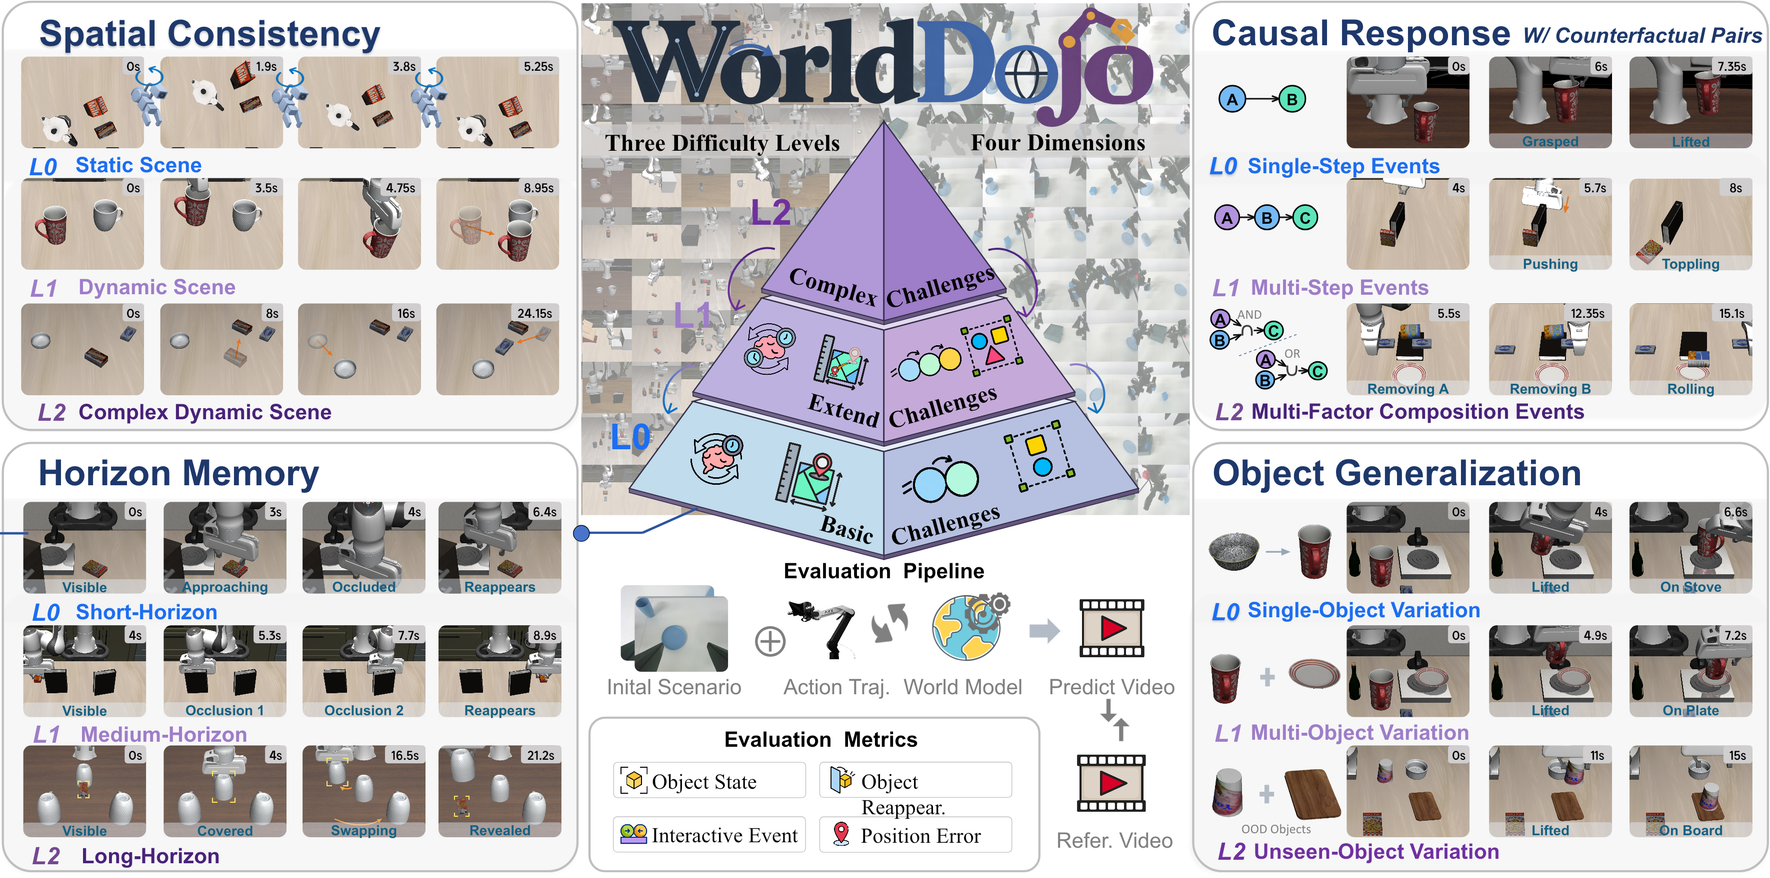 Spatial Consistency
0s
1.9s
3.8s
5.25s
L0 Static Scene
0s
3.5s
4.75s
8.95s
L1 Dynamic Scene
0s
8s
16s
24.15s
L2 Complex Dynamic Scene
Horizon Memory
0s
3s
4s
6.4s
Visible
Approaching
Occluded
Reappears
L0 Short-Horizon
4s
5.3s
7.7s
8.9s
Visible
Occlusion 1
Occlusion 2
Reappears
L1 Medium-Horizon
0s
4s
16.5s
21.2s
Visible
Covered
Swapping
Revealed
L2 Long-Horizon
WorldDojo
Three Difficulty Levels
Four Dimensions
L2
Complex Challenges
L1
Extend Challenges
L0
Basic Challenges
Evaluation Pipeline
Inital Scenario
Action Traj.
World Model
Predict Video
Evaluation Metrics
Object State
Object
Reappear.
Interactive Event
Position Error
Refer. Video
Causal Response W/ Counterfactual Pairs
A B
0s
6s
7.35s
Grasped
Lifted
L0 Single-Step Events
A B C
4s
5.7s
8s
Pushing
Toppling
L1 Multi-Step Events
A AND
B C
A OR
B C
5.5s
12.35s
15.1s
Removing A
Removing B
Rolling
L2 Multi-Factor Composition Events
Object Generalization
0s
4s
6.6s
Lifted
On Stove
L0 Single-Object Variation
0s
4.9s
7.2s
Lifted
On Plate
L1 Multi-Object Variation
0s
11s
15s
OOD Objects
Lifted
On Board
L2 Unseen-Object Variation